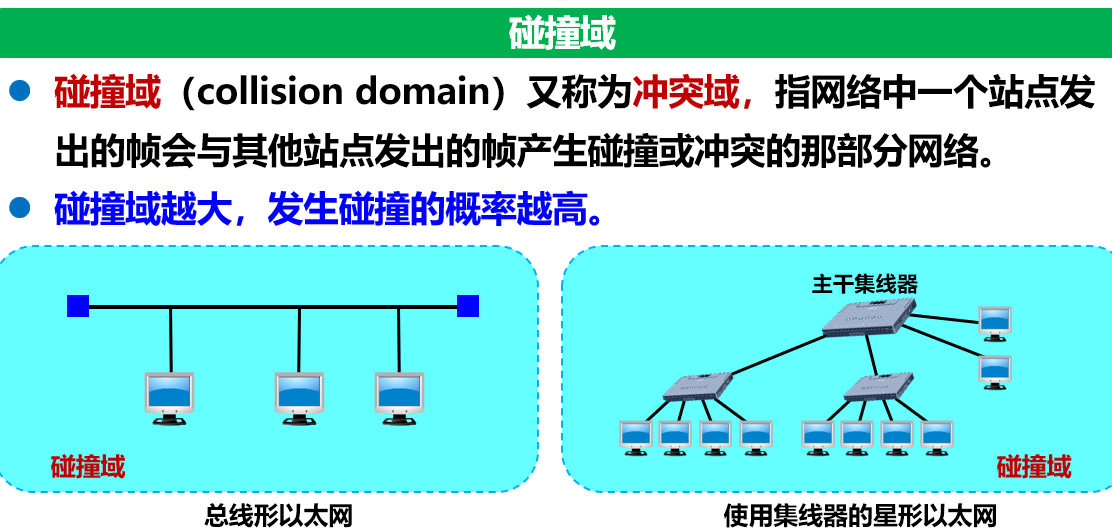 碰撞域
碰撞域（collision domain）又称为冲突域，指网络中一个站点发
出的帧会与其他站点发出的帧产生碰撞或冲突的那部分网络。
碰撞域越大，发生碰撞的概率越高。
主干集线器
碰撞域
碰撞域
总线形以太网
使用集线器的星形以太网